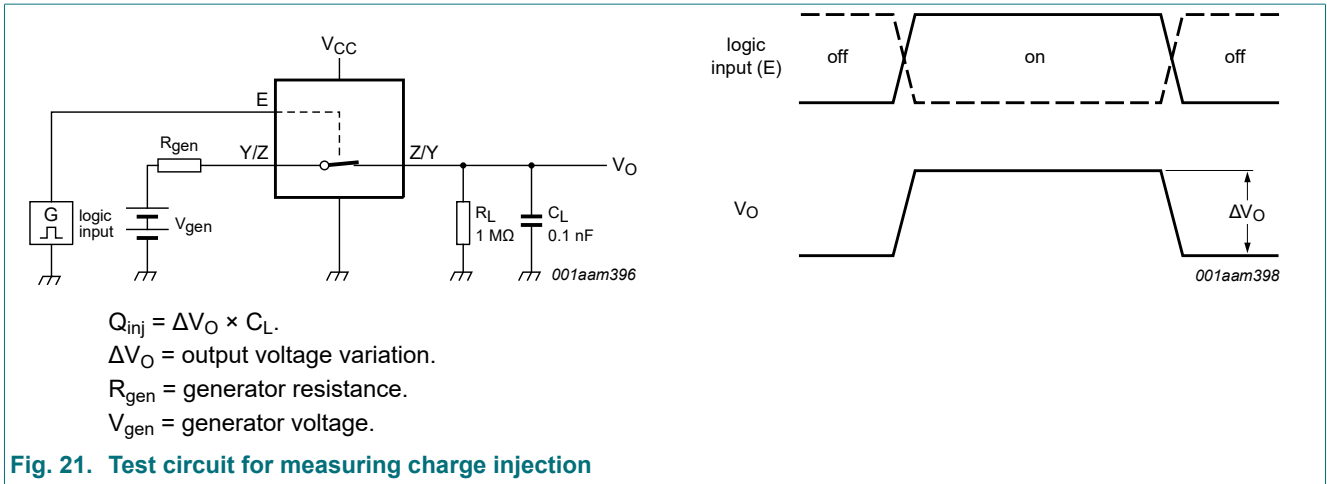 VCC
E
Rgen
Y/Z
Z/Y
VO
G
logic
input
Vgen
RL
1 MΩ
CL
0.1 nF
001aam396
logic
input (E)
off
on
off
VO
ΔVO
001aam398
Qinj = ΔVO × CL.
ΔVO = output voltage variation.
Rgen = generator resistance.
Vgen = generator voltage.
Fig. 21. Test circuit for measuring charge injection